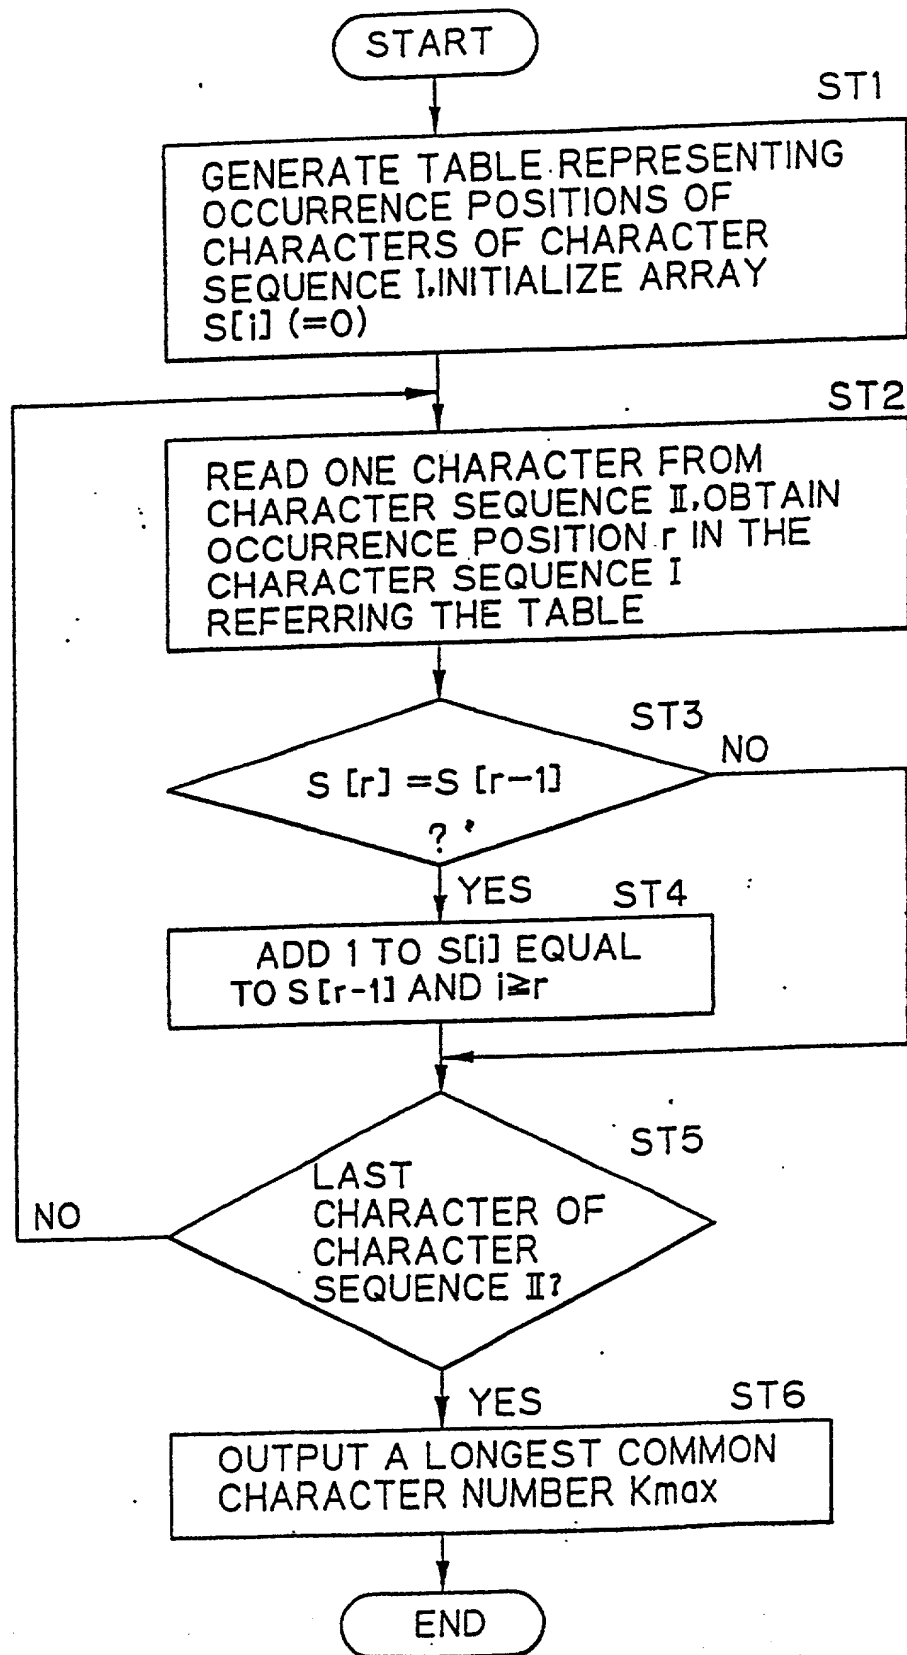 START
ST1
GENERATE TABLE REPRESENTING
OCCURRENCE POSITIONS OF
CHARACTERS OF CHARACTER
SEQUENCE I,INITIALIZE ARRAY
S[i] (=0)
ST2
READ ONE CHARACTER FROM
CHARACTER SEQUENCE II,OBTAIN
OCCURRENCE POSITION r IN THE
CHARACTER SEQUENCE I
REFERRING THE TABLE
ST3
NO
S [r] =S [r-1]
?
YES
ST4
ADD 1 TO S[i] EQUAL
TO S[r-1] AND i≧r
ST5
LAST
CHARACTER OF
CHARACTER
SEQUENCE II?
NO
YES
ST6
OUTPUT A LONGEST COMMON
CHARACTER NUMBER Kmax
END